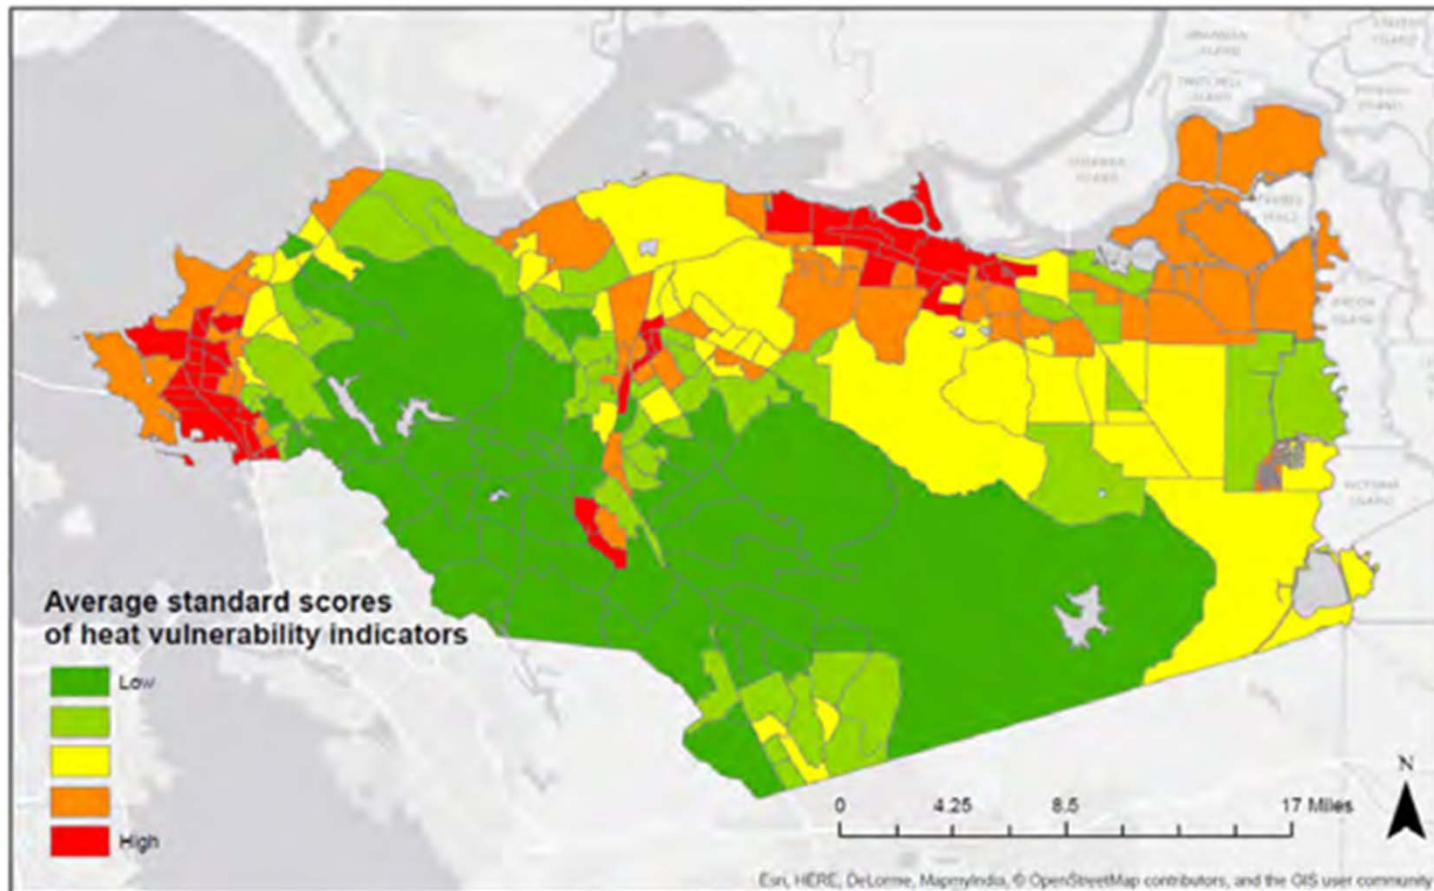 Average standard scores
of heat vulnerability indicators
Low
High
0 4.25 8.5 17 Miles
N
Esri, HERE, DeLorme, MapmyIndia, © OpenStreetMap contributors, and the GIS user community